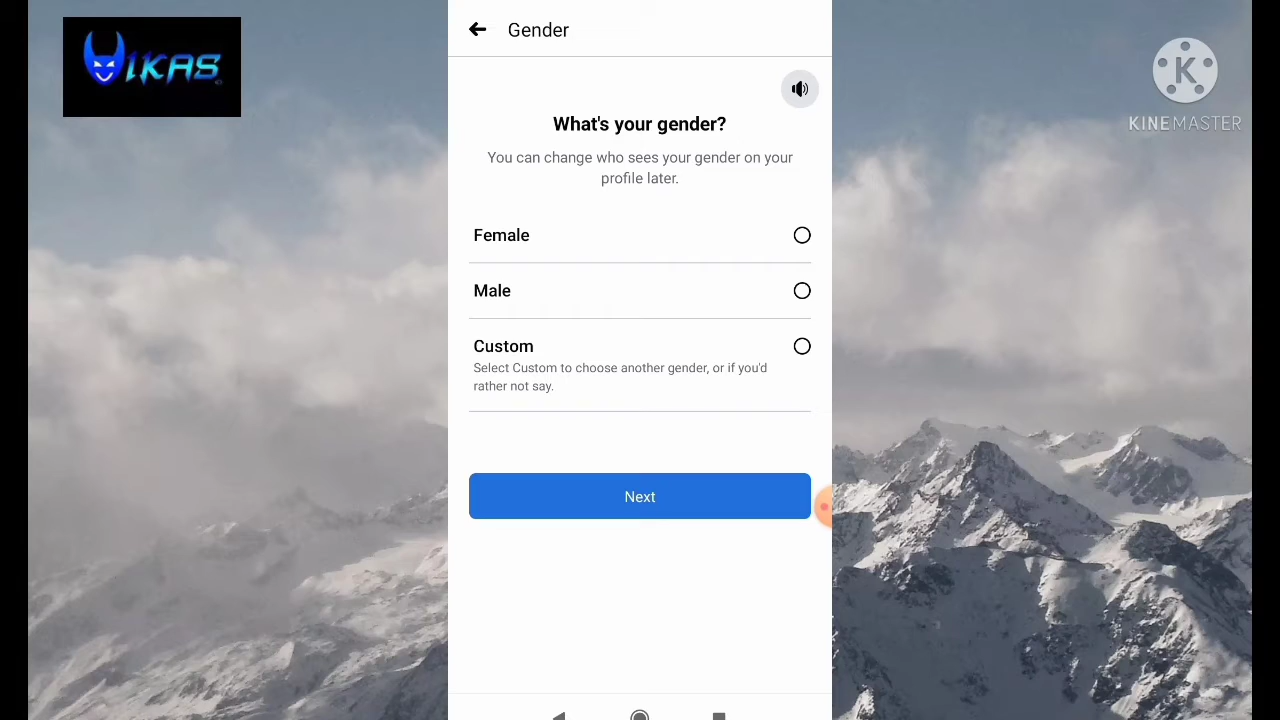 VIKAS
KINEMASTER
Gender
What's your gender?
You can change who sees your gender on your
profile later.
Female
Male
Custom
Select Custom to choose another gender, or if you'd
rather not say.
Next